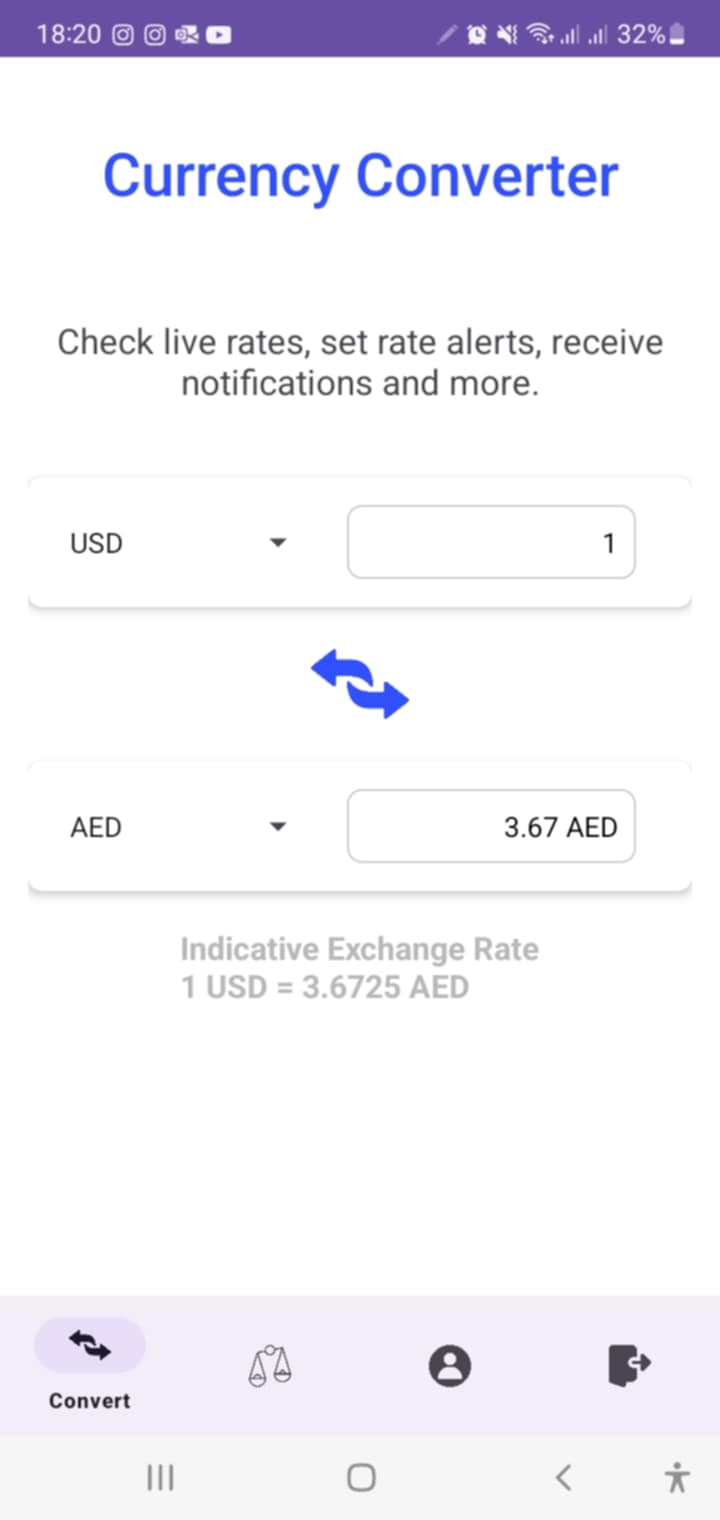 18:20
32%
Currency Converter
Check live rates, set rate alerts, receive
notifications and more.
USD
1
AED
3.67 AED
Indicative Exchange Rate
1 USD = 3.6725 AED
Convert